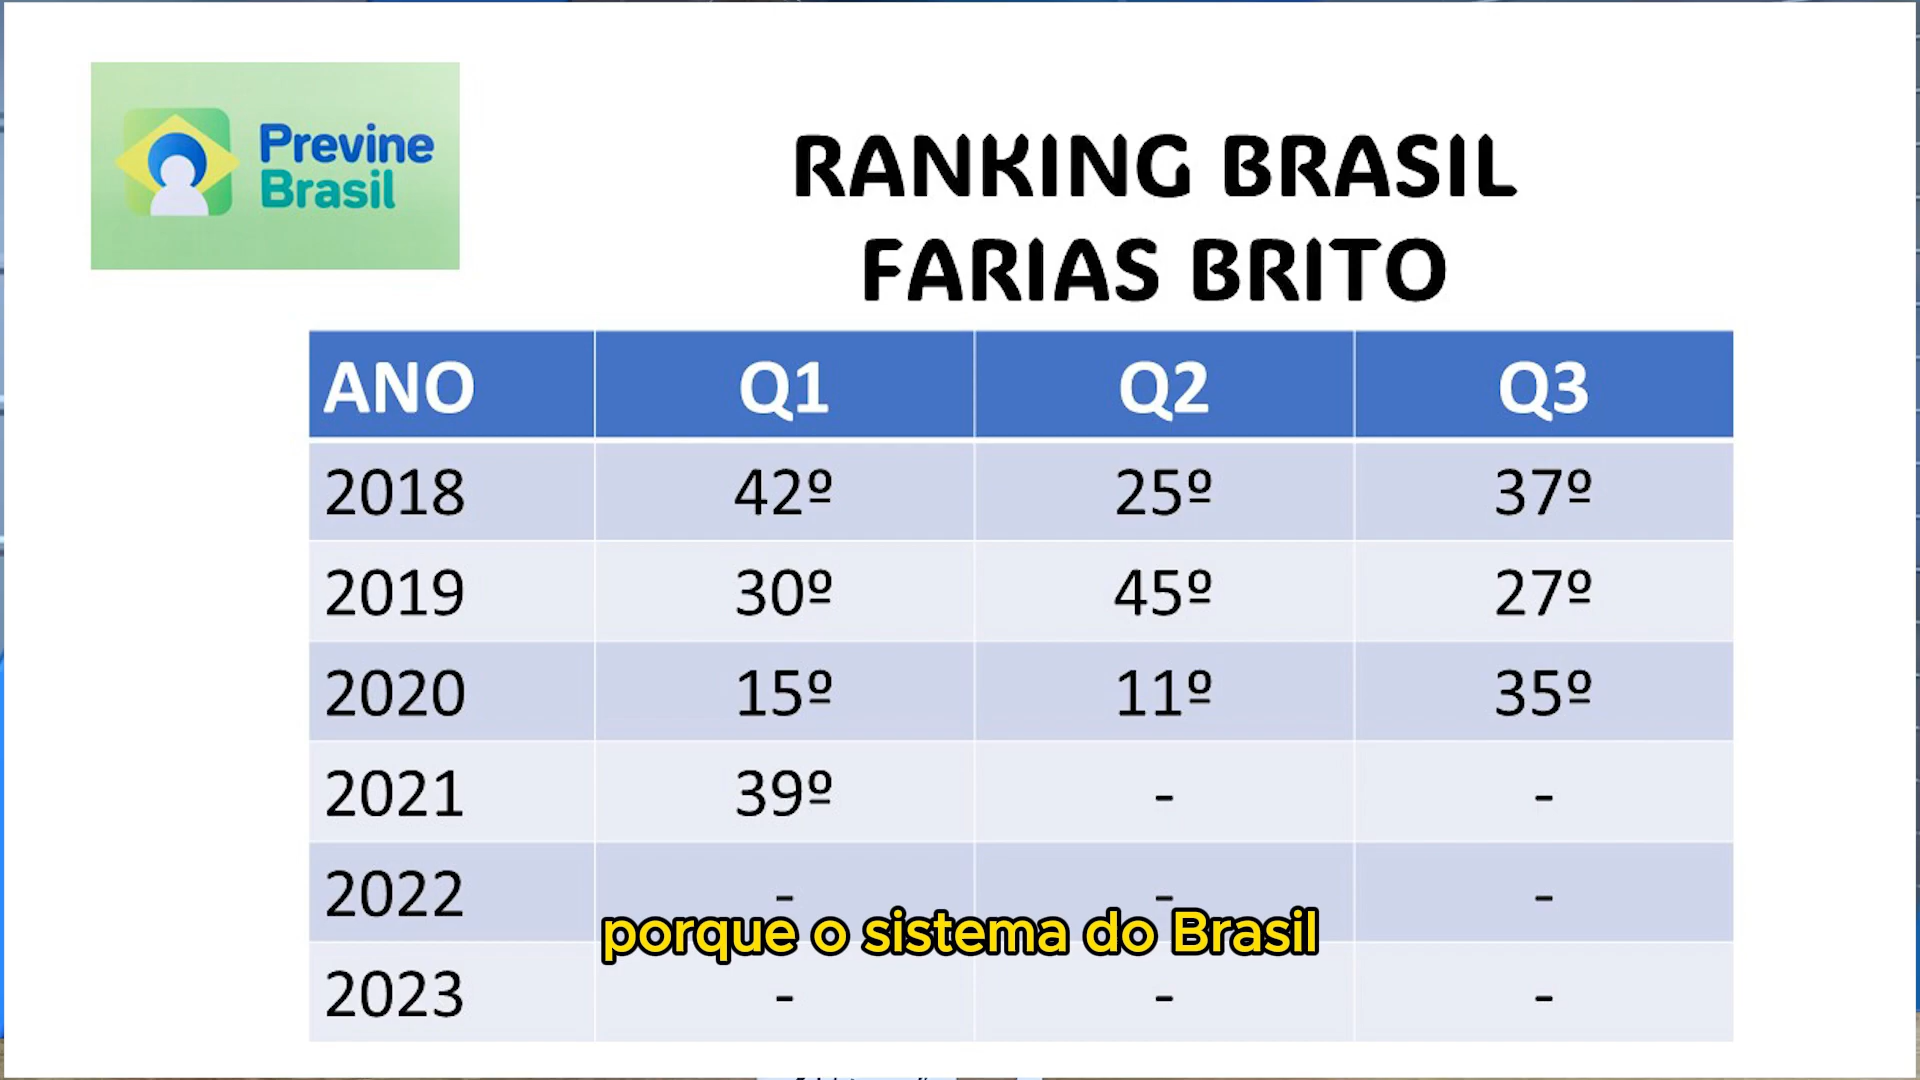 Previne
Brasil
RANKING BRASIL
FARIAS BRITO
ANO Q1 Q2 Q3
2018 42º 25º 37º
2019 30º 45º 27º
2020 15º 11º 35º
2021 39º - -
2022 - - -
porque o sistema do Brasil
2023 - - -